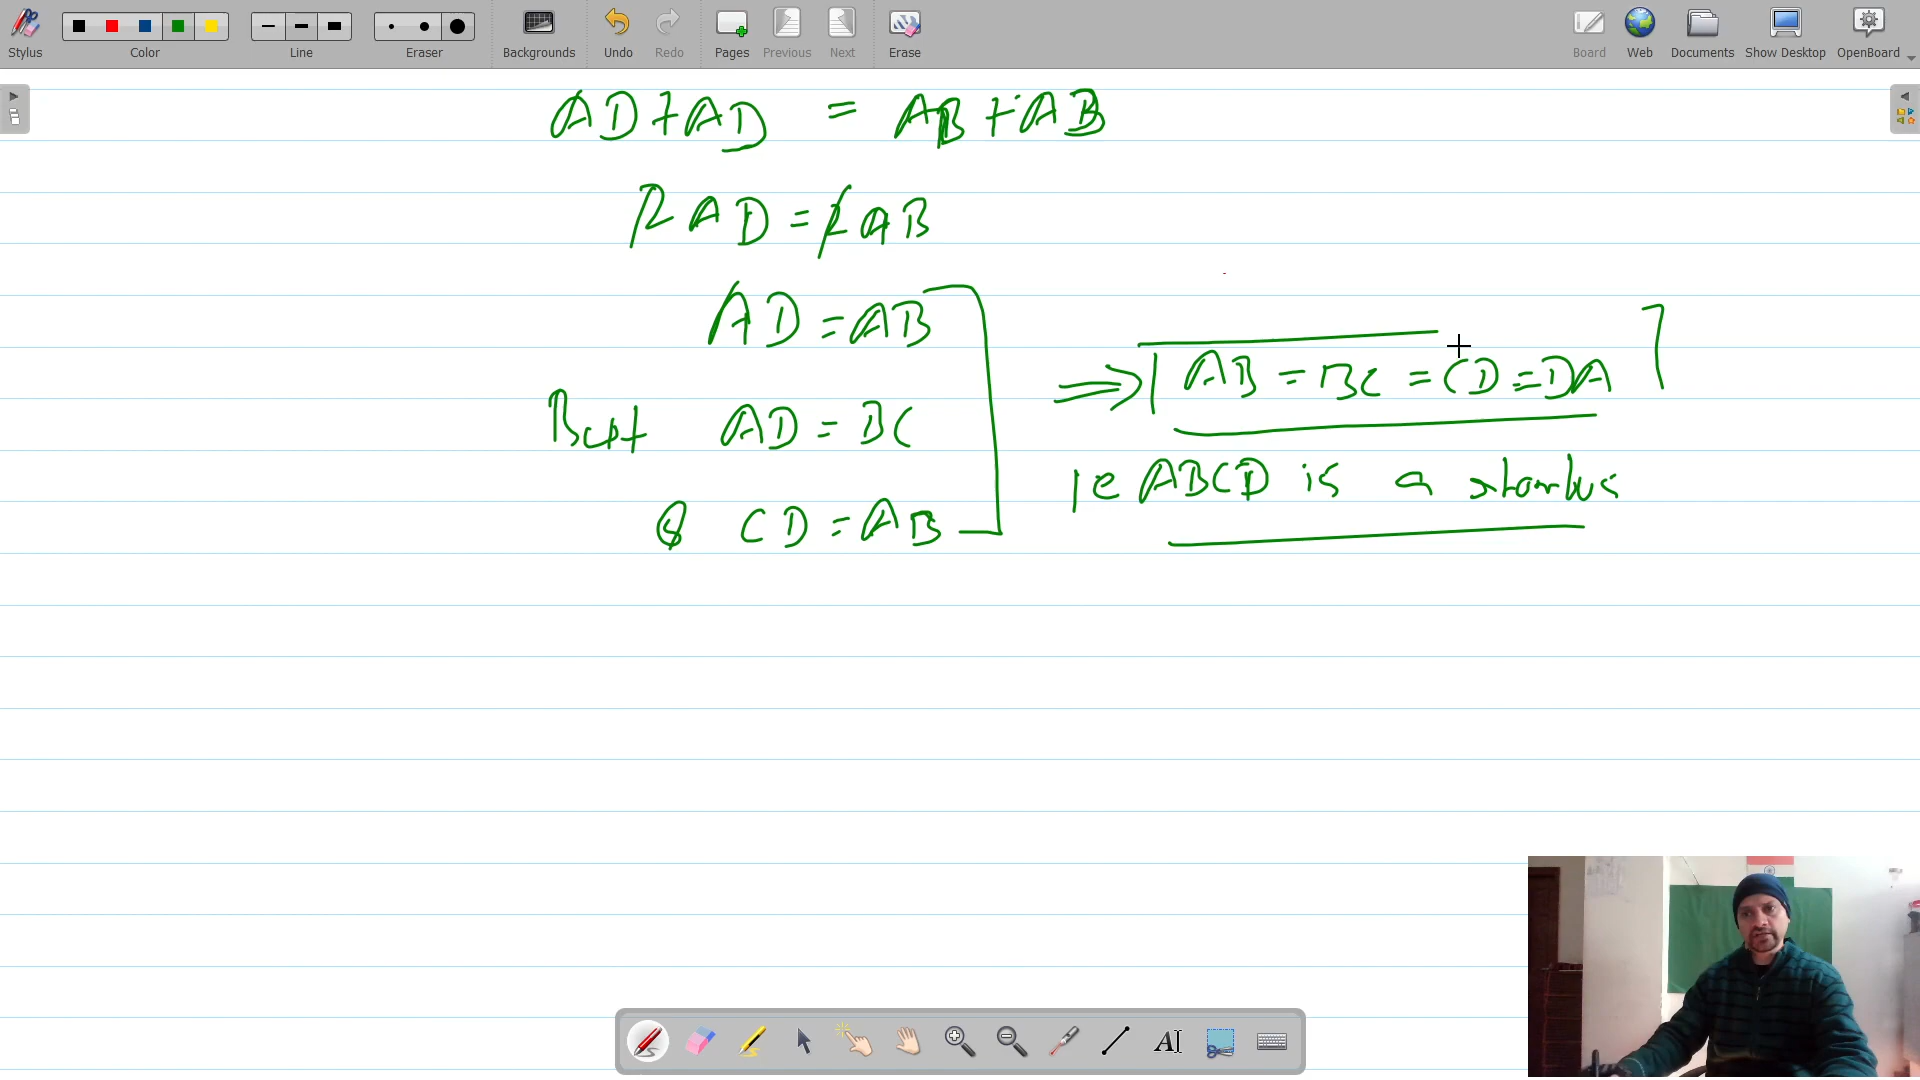 Stylus Color Line Eraser Backgrounds Undo Redo Pages Previous Next Erase Board Web Documents Show Desktop OpenBoard
AD+AD = AB+AB
2AD = 2AB
AD = AB
But AD = BC
& CD = AB
⇒ AB = BC = CD = DA
ie ABCD is a rhombus